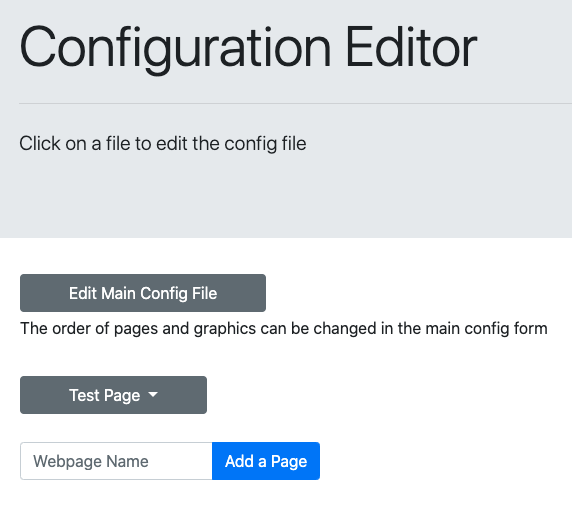 Configuration Editor
Click on a file to edit the config file
Edit Main Config File
The order of pages and graphics can be changed in the main config form
Test Page
Webpage Name
Add a Page